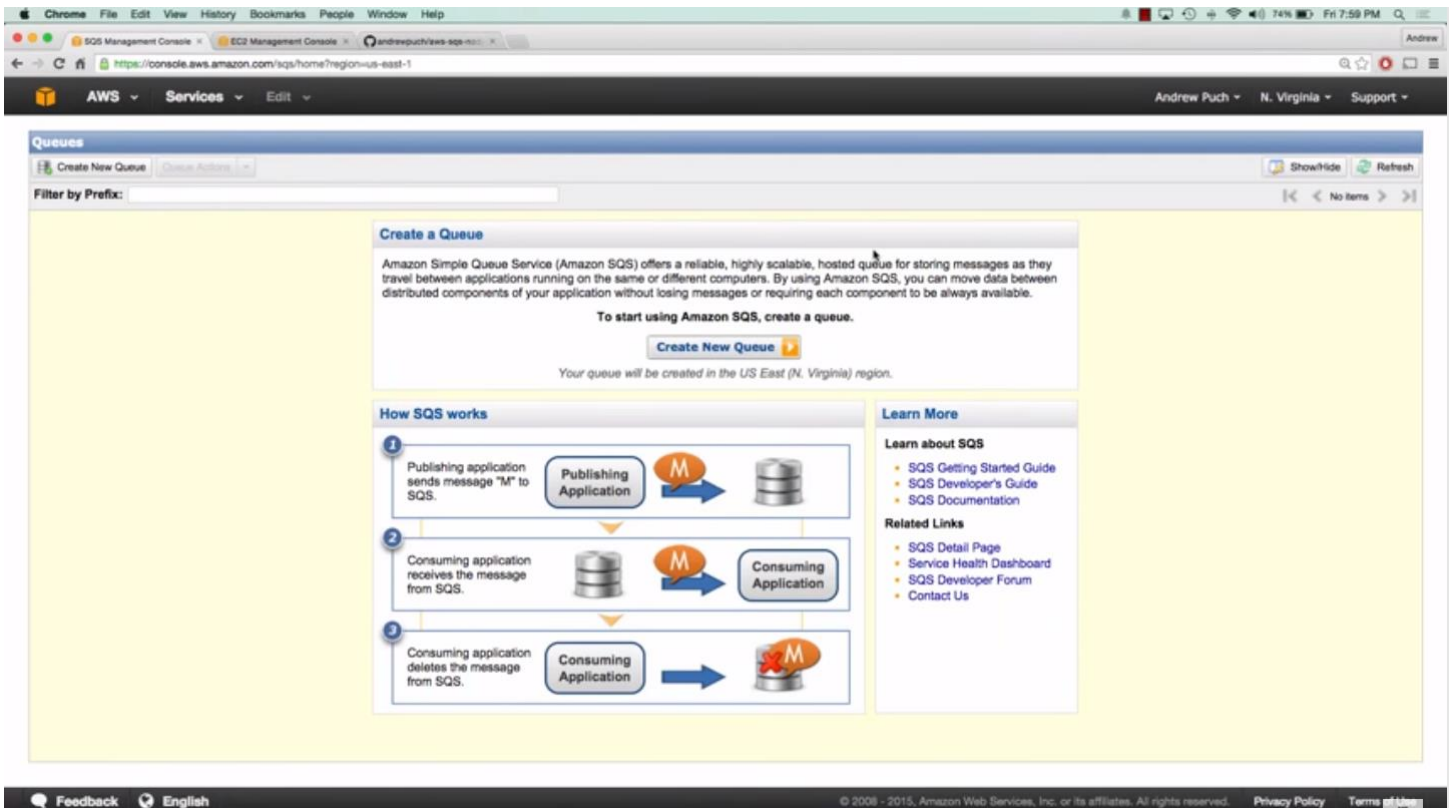 Chrome File Edit View History Bookmarks People Window Help
74% Fri 7:59 PM
SQS Management Console
EC2 Management Console
Andrew
https://console.aws.amazon.com/sqs/home?region=us-east-1
AWS Services Edit
Andrew Puch N. Virginia Support
Queues
Create New Queue Queue Actions
Show/Hide Refresh
Filter by Prefix:
No items
Create a Queue
Amazon Simple Queue Service (Amazon SQS) offers a reliable, highly scalable, hosted queue for storing messages as they
travel between applications running on the same or different computers. By using Amazon SQS, you can move data between
distributed components of your application without losing messages or requiring each component to be always available.
To start using Amazon SQS, create a queue.
Create New Queue
Your queue will be created in the US East (N. Virginia) region.
How SQS works
1
Publishing application
sends message "M" to
SQS.
Publishing
Application
M
2
Consuming application
receives the message
from SQS.
M
Consuming
Application
3
Consuming application
deletes the message
from SQS.
Consuming
Application
M
Learn More
Learn about SQS
SQS Getting Started Guide
SQS Developer's Guide
SQS Documentation
Related Links
SQS Detail Page
Service Health Dashboard
SQS Developer Forum
Contact Us
Feedback English
© 2008 - 2015, Amazon Web Services, Inc. or its affiliates. All rights reserved. Privacy Policy Terms of Use